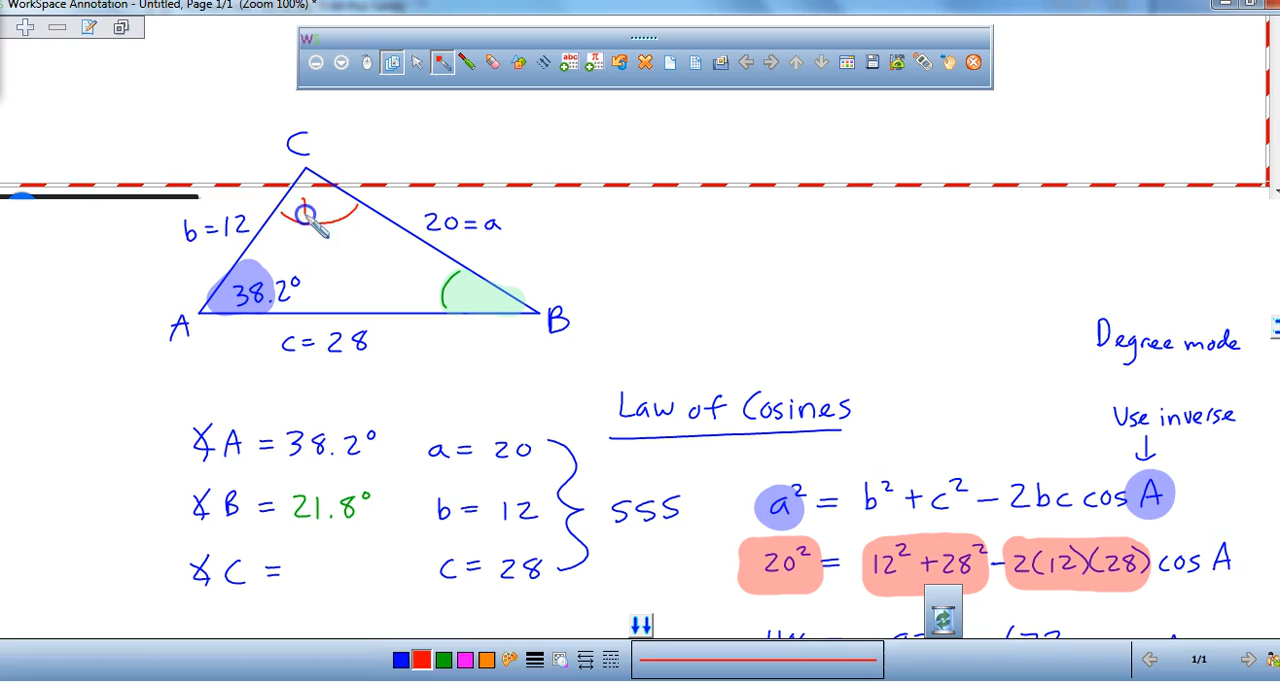 WorkSpace Annotation - Untitled, Page 1/1 (Zoom 100%) *
C
b = 12
20 = a
38.2°
A
B
c = 28
Degree mode
Law of Cosines
Use inverse
∡ A = 38.2° a = 20
a² = b² + c² - 2bc cos A
∡ B = 21.8° b = 12 SSS
20² = 12² + 28² - 2(12)(28) cos A
∡ C = c = 28
1/1